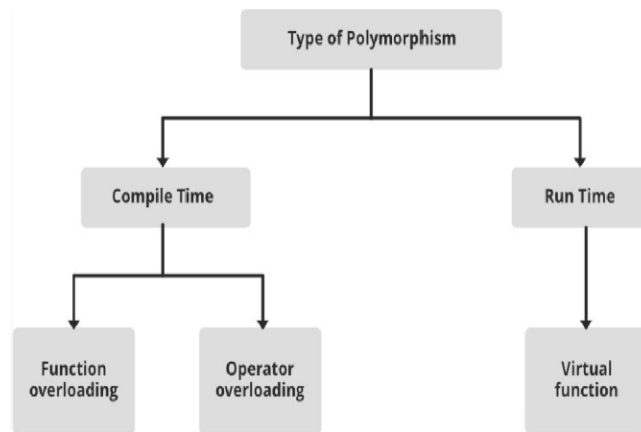 Type of Polymorphism
Compile Time
Run Time
Function
overloading
Operator
overloading
Virtual
function